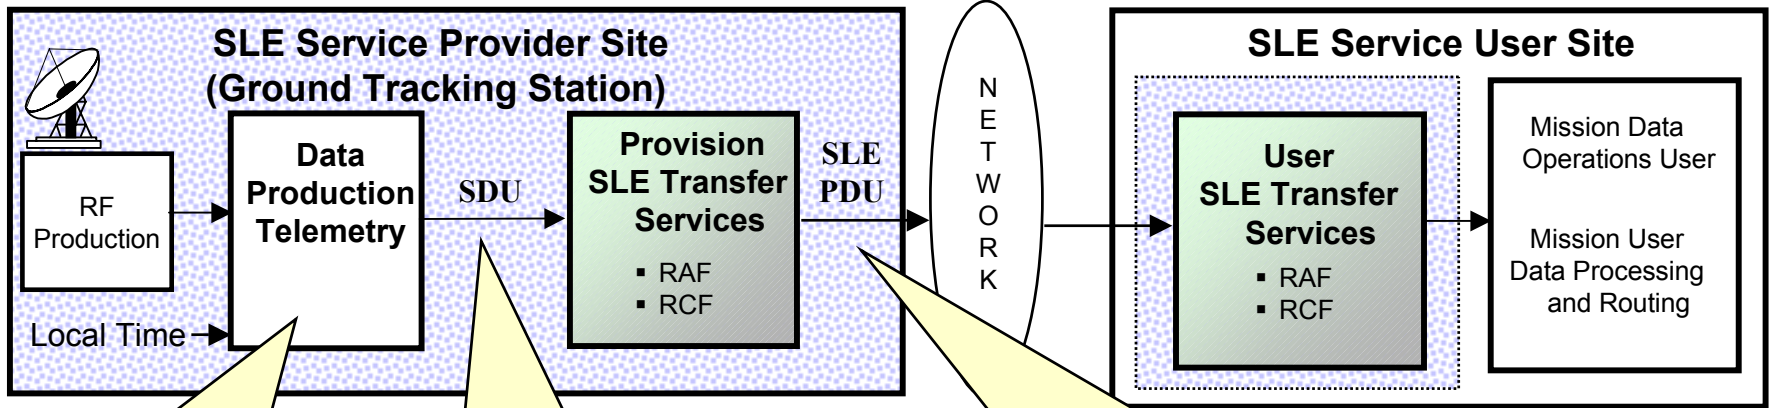 SLE Service Provider Site
(Ground Tracking Station)
RF
Production
Local Time
Data
Production
Telemetry
SDU
Provision
SLE Transfer
Services
▪ RAF
▪ RCF
SLE
PDU
N
E
T
W
O
R
K
SLE Service User Site
User
SLE Transfer
Services
▪ RAF
▪ RCF
Mission Data
Operations User
Mission User
Data Processing
and Routing